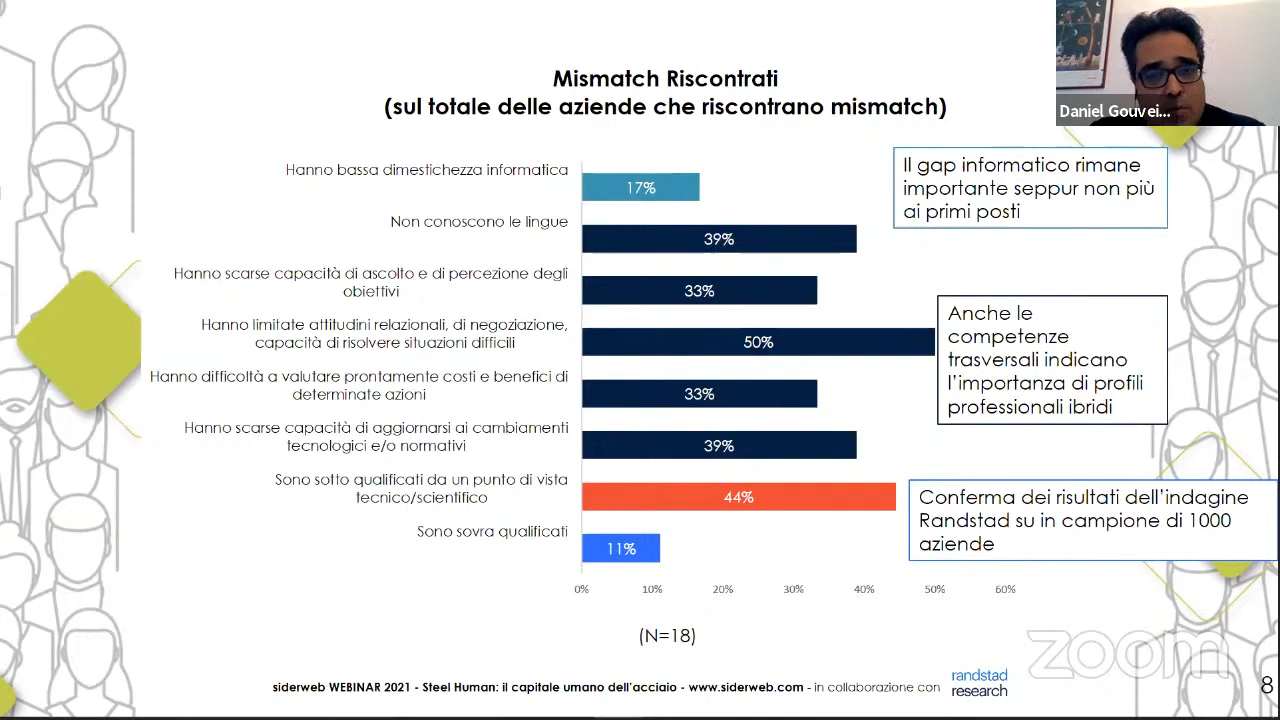 Mismatch Riscontrati
(sul totale delle aziende che riscontrano mismatch)
Daniel Gouvei...
Hanno bassa dimestichezza informatica
17%
Non conoscono le lingue
39%
Hanno scarse capacità di ascolto e di percezione degli
obiettivi
33%
Hanno limitate attitudini relazionali, di negoziazione,
capacità di risolvere situazioni difficili
50%
Hanno difficoltà a valutare prontamente costi e benefici di
determinate azioni
33%
Hanno scarse capacità di aggiornarsi ai cambiamenti
tecnologici e/o normativi
39%
Sono sotto qualificati da un punto di vista
tecnico/scientifico
44%
Sono sovra qualificati
11%
0% 10% 20% 30% 40% 50% 60%
Il gap informatico rimane
importante seppur non più
ai primi posti
Anche le
competenze
trasversali indicano
l'importanza di profili
professionali ibridi
Conferma dei risultati dell'indagine
Randstad su in campione di 1000
aziende
(N=18)
zoom
siderweb WEBINAR 2021 - Steel Human: il capitale umano dell'acciaio - www.siderweb.com - in collaborazione con
randstad
research
8